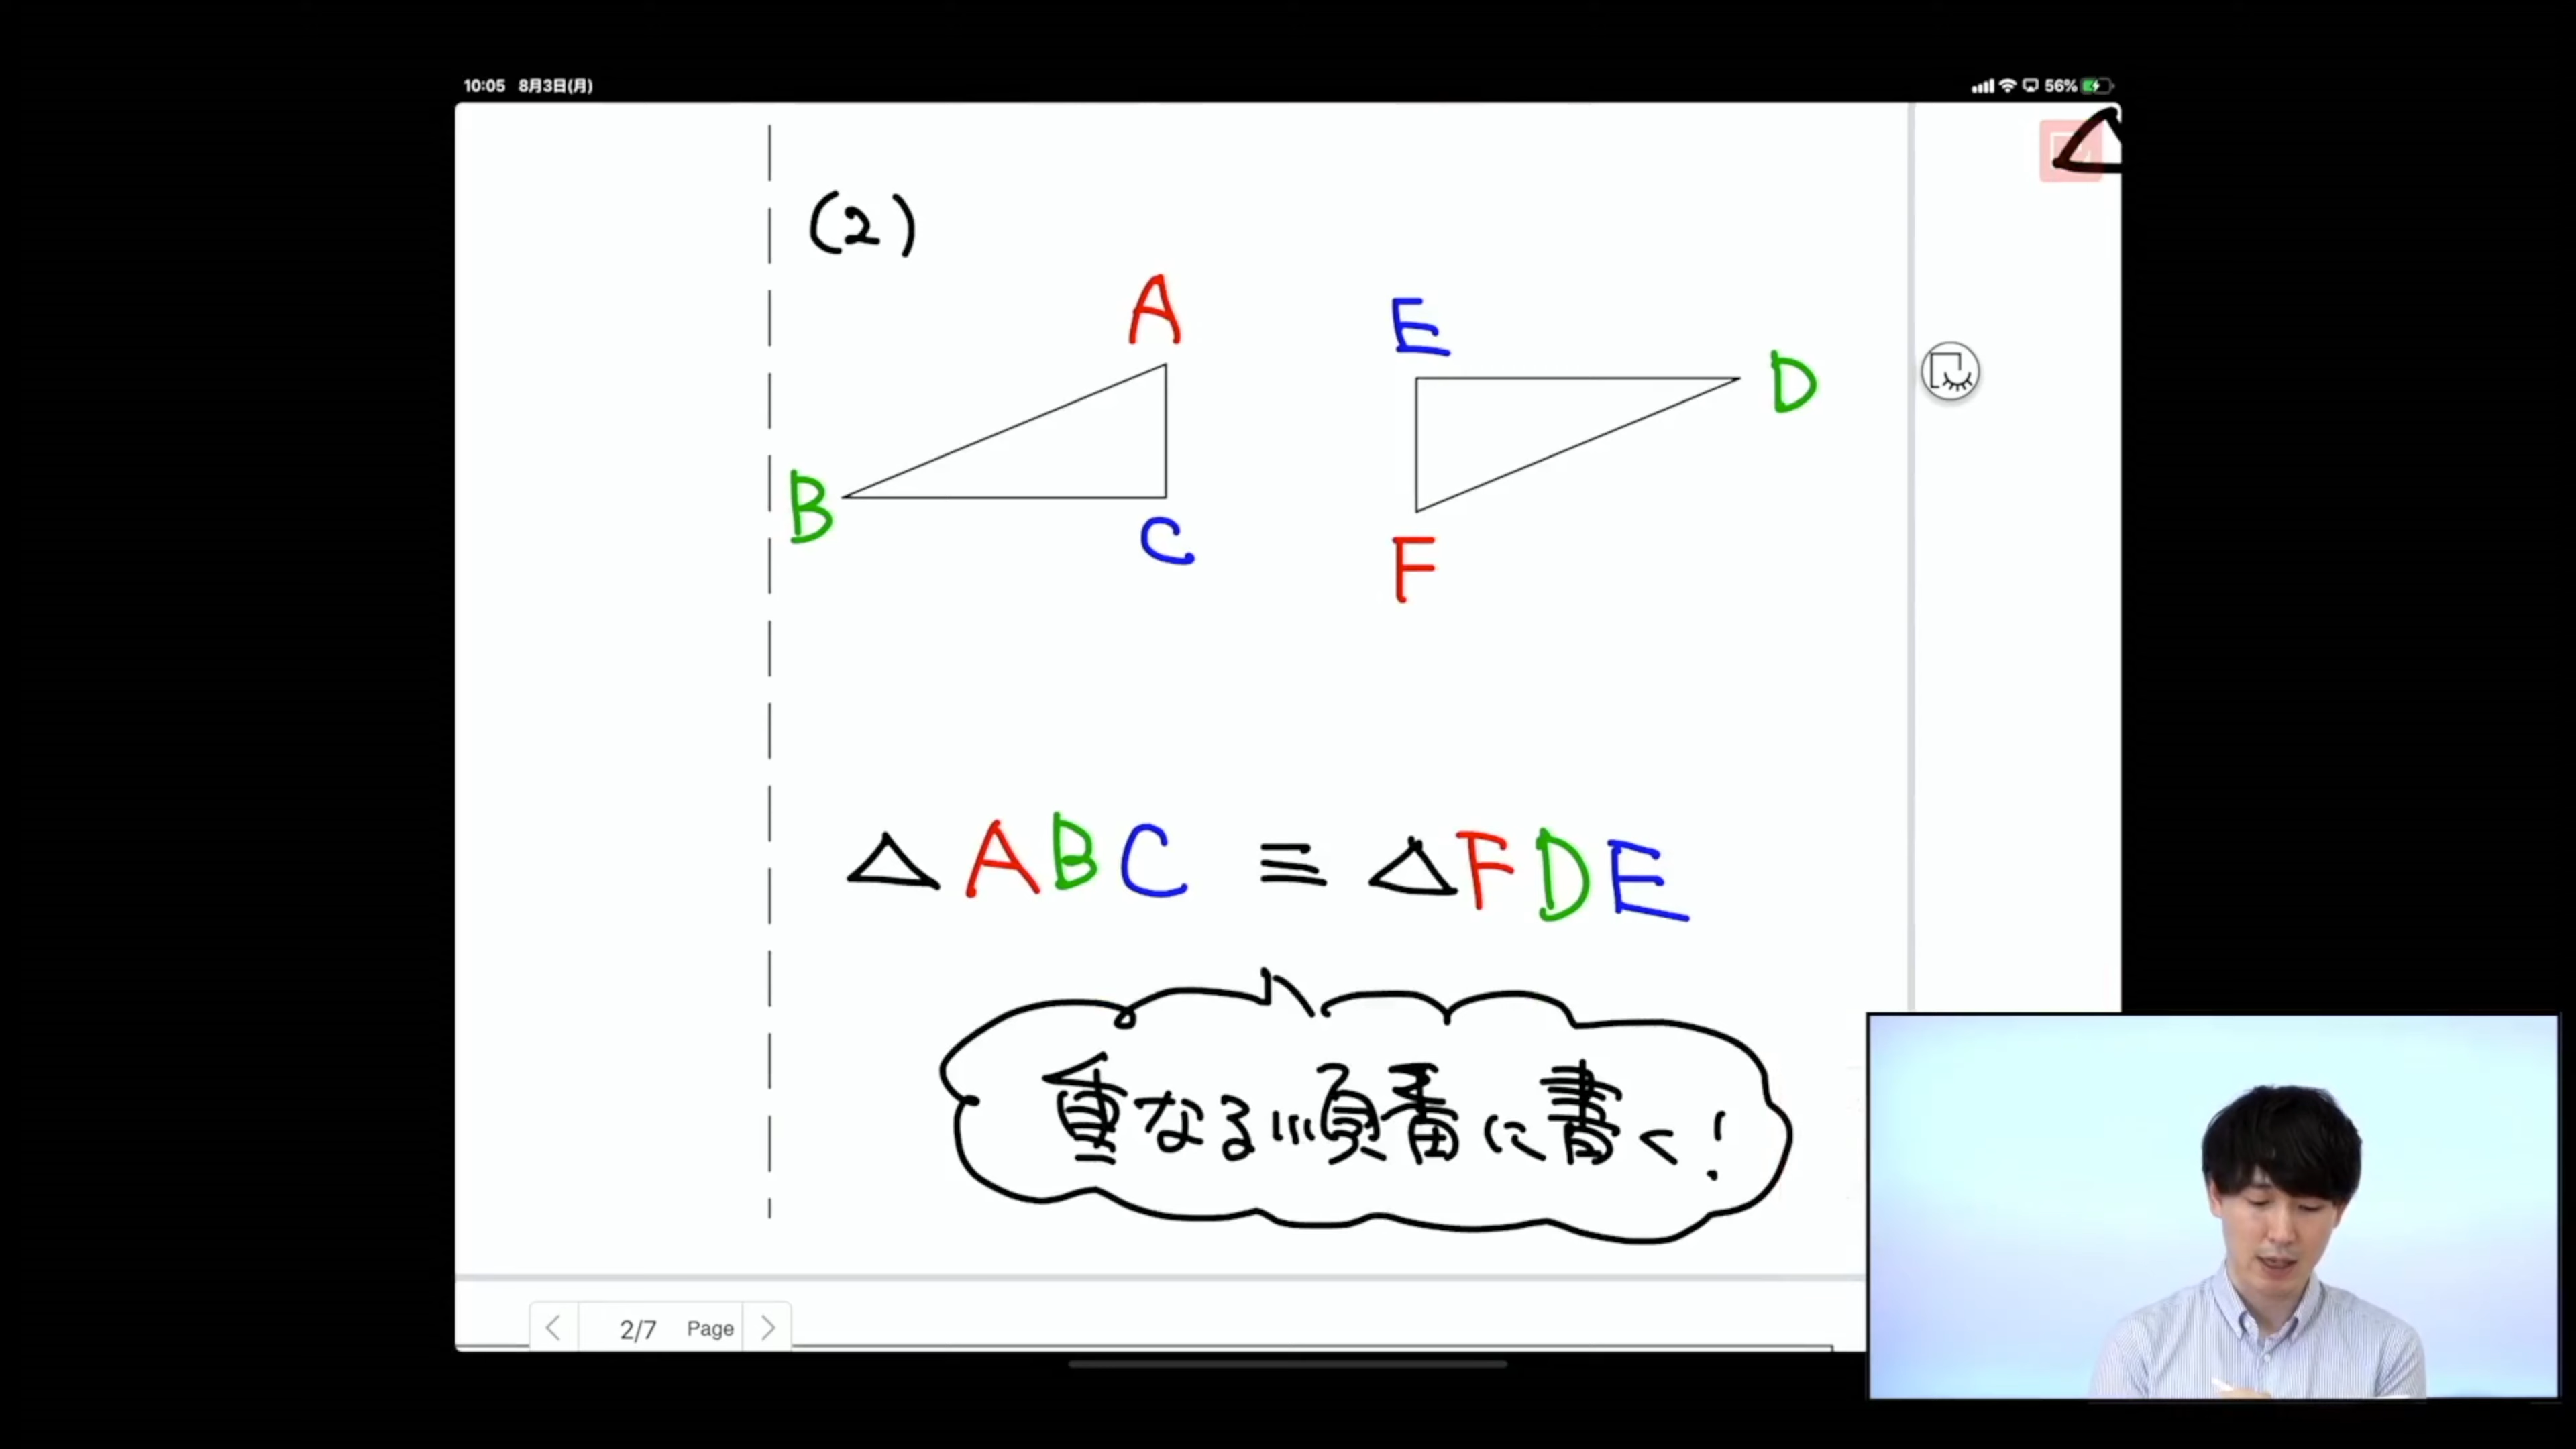 10:05 8月3日(月)
56%
(2)
A
E
D
B
C
F
△ABC ≡ △FDE
重なる順番に書く!
2/7 Page